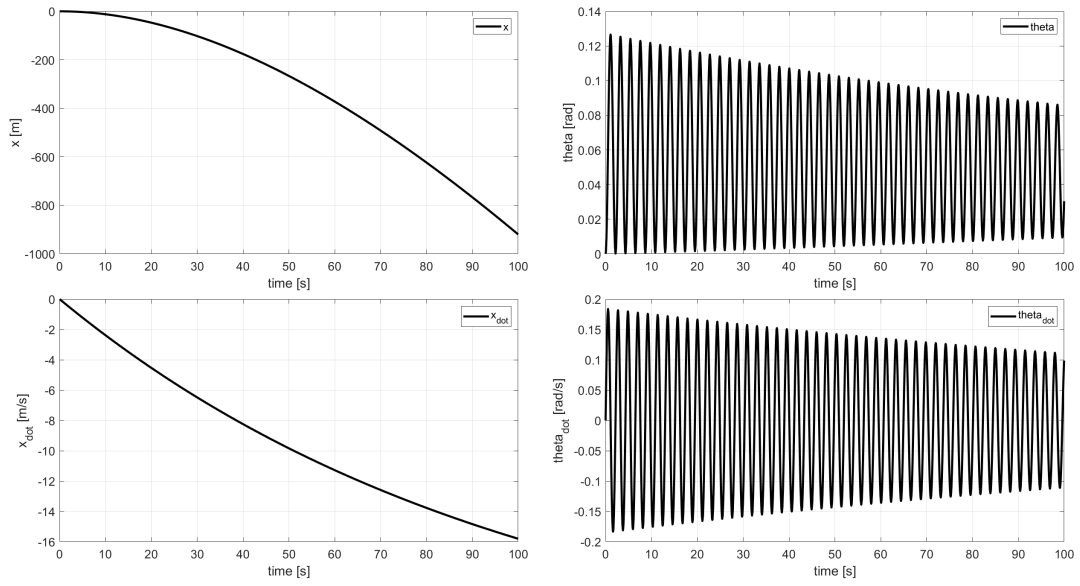 x [m]
0
-200
-400
-600
-800
-1000
x
0 10 20 30 40 50 60 70 80 90 100
time [s]
theta [rad]
0.14
0.12
0.1
0.08
0.06
0.04
0.02
0
theta
0 10 20 30 40 50 60 70 80 90 100
time [s]
x_dot [m/s]
0
-2
-4
-6
-8
-10
-12
-14
-16
x_dot
0 10 20 30 40 50 60 70 80 90 100
time [s]
theta_dot [rad/s]
0.2
0.15
0.1
0.05
0
-0.05
-0.1
-0.15
-0.2
theta_dot
0 10 20 30 40 50 60 70 80 90 100
time [s]